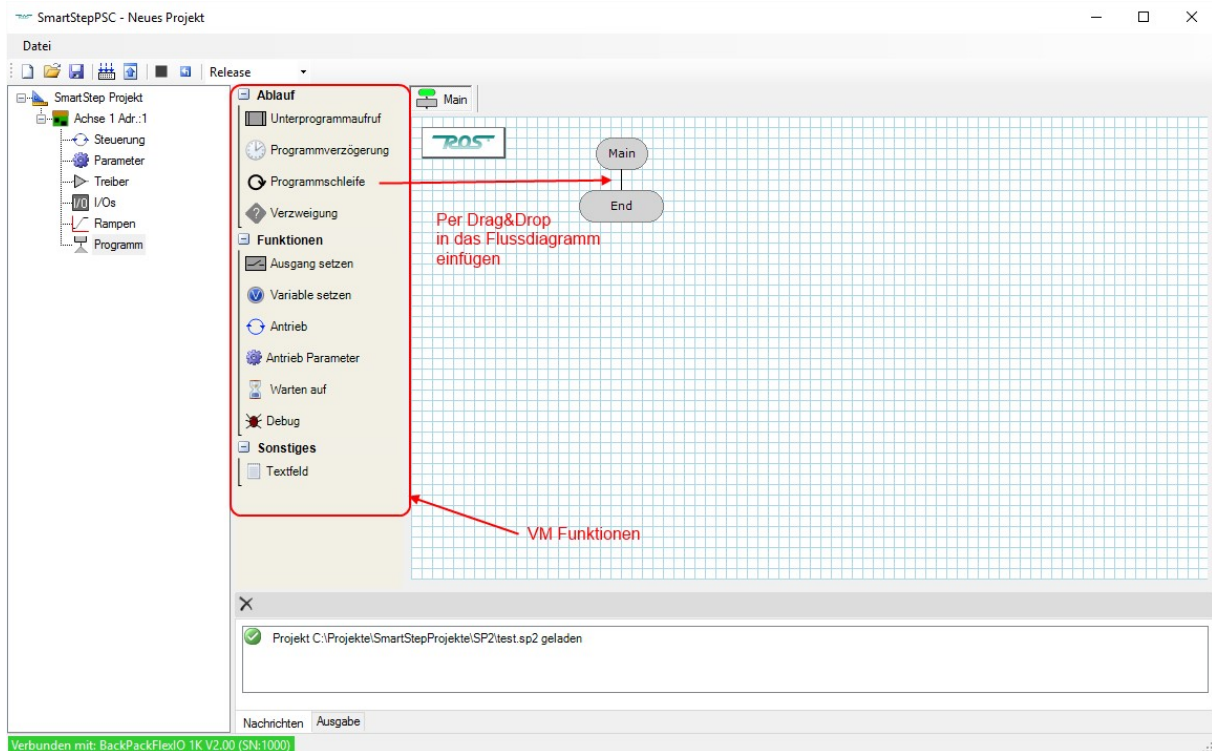 SmartStepPSC - Neues Projekt
Datei
Release
SmartStep Projekt
Achse 1 Adr.:1
Steuerung
Parameter
Treiber
I/O
I/Os
Rampen
Programm
Ablauf
Unterprogrammaufruf
Programmverzögerung
Programmschleife
Verzweigung
Funktionen
Ausgang setzen
Variable setzen
Antrieb
Antrieb Parameter
Warten auf
Debug
Sonstiges
Textfeld
Main
ROST
Main
End
Per Drag&Drop
in das Flussdiagramm
einfügen
VM Funktionen
Projekt C:\Projekte\SmartStepProjekte\SP2\test.sp2 geladen
Nachrichten Ausgabe
Verbunden mit: BackPackFlexIO 1K V2.00 (SN:1000)